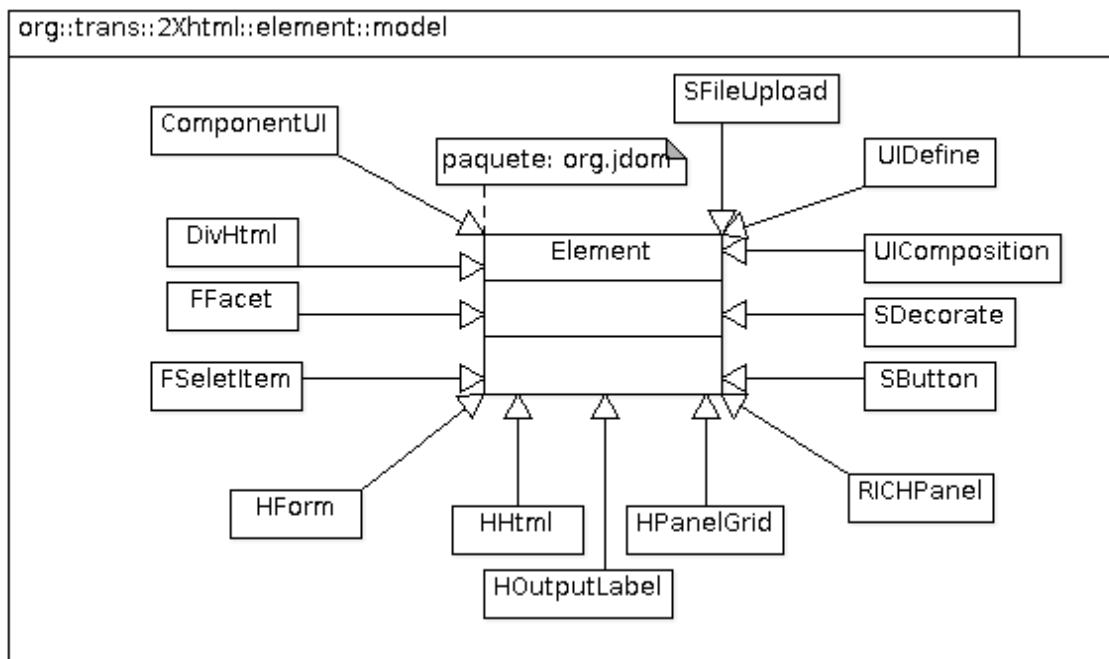 org::trans::2Xhtml::element::model
SFileUpload
ComponentUI
paquete: org.jdom
UIDefine
DivHtml
Element
UIComposition
FFacet
SDecorate
FSeletItem
SButton
HForm
HHtml
HPanelGrid
RICHPanel
HOutputLabel